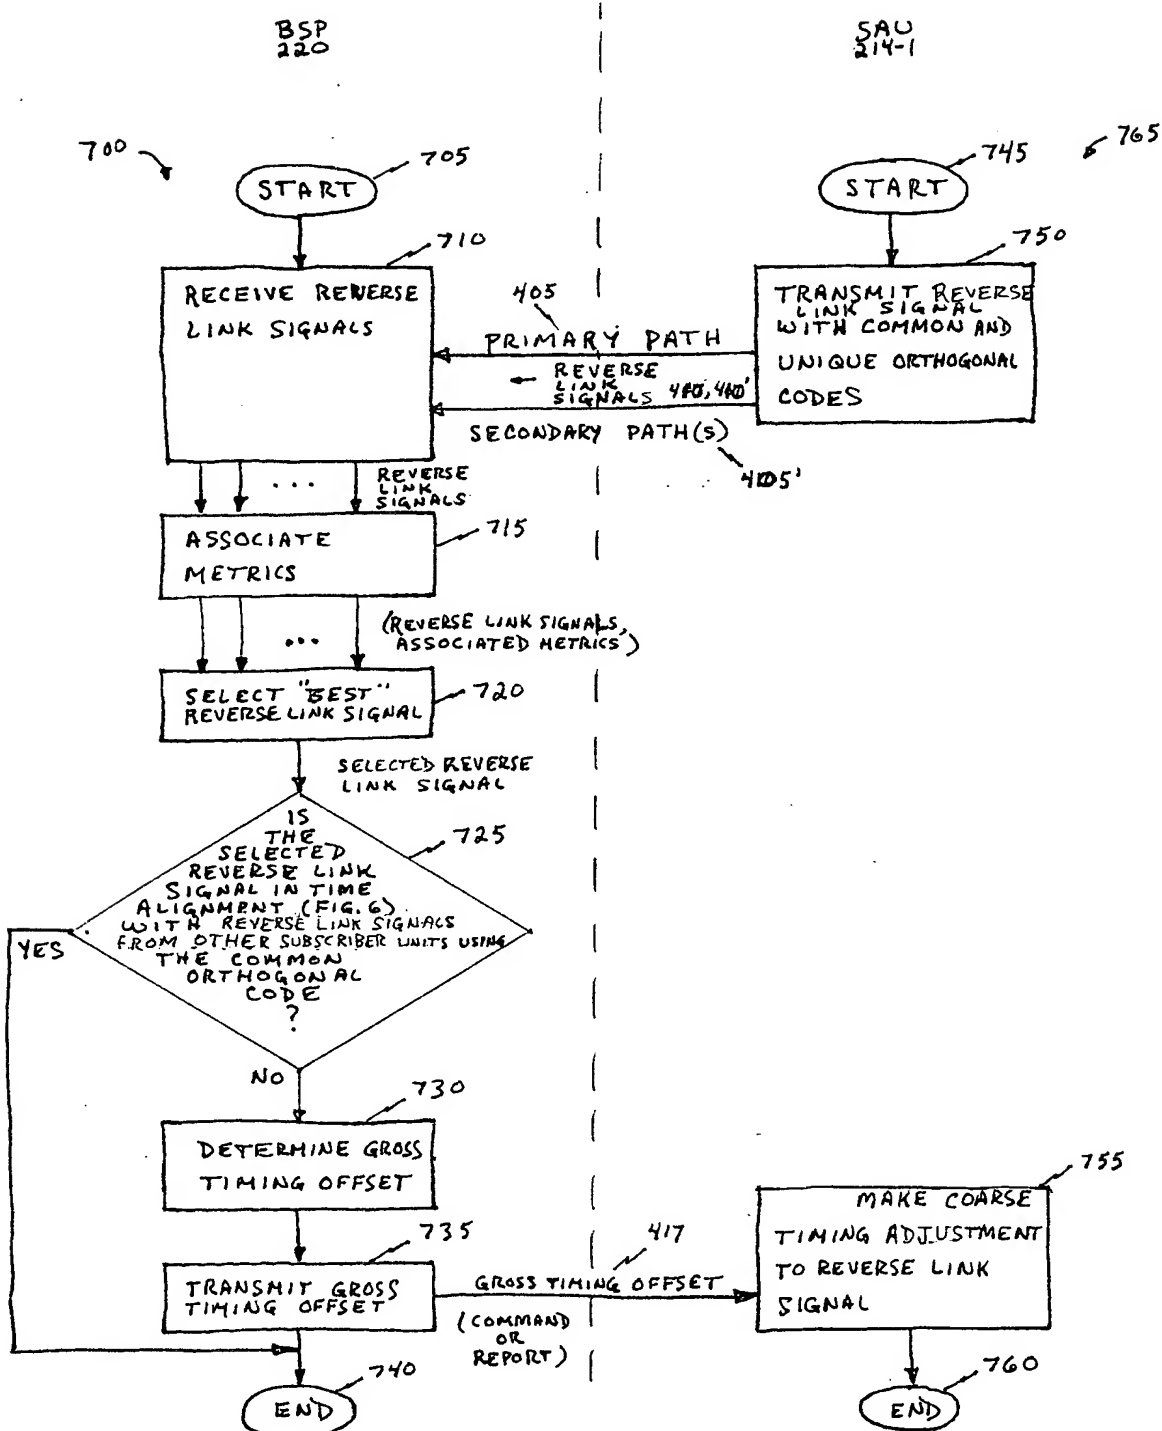 BSP
220
SAU
214-1
700
705
START
745
START
765
710
RECEIVE REVERSE
LINK SIGNALS
750
TRANSMIT REVERSE
LINK SIGNAL
WITH COMMON AND
UNIQUE ORTHOGONAL
CODES
405
PRIMARY PATH
REVERSE
LINK
SIGNALS
SECONDARY PATH(S)
REVERSE
LINK
SIGNALS
...
715
ASSOCIATE
METRICS
...
(REVERSE LINK SIGNALS,
ASSOCIATED METRICS)
720
SELECT "BEST"
REVERSE LINK SIGNAL
SELECTED REVERSE
LINK SIGNAL
725
IS
THE
SELECTED
REVERSE LINK
SIGNAL IN TIME
ALIGNMENT (FIG. 6)
WITH REVERSE LINK SIGNALS
FROM OTHER SUBSCRIBER UNITS USING
THE COMMON
ORTHOGONAL
CODE
?
YES
NO
730
DETERMINE GROSS
TIMING OFFSET
735
TRANSMIT GROSS
TIMING OFFSET
417
GROSS TIMING OFFSET
(COMMAND
OR
REPORT)
755
MAKE COARSE
TIMING ADJUSTMENT
TO REVERSE LINK
SIGNAL
740
END
760
END